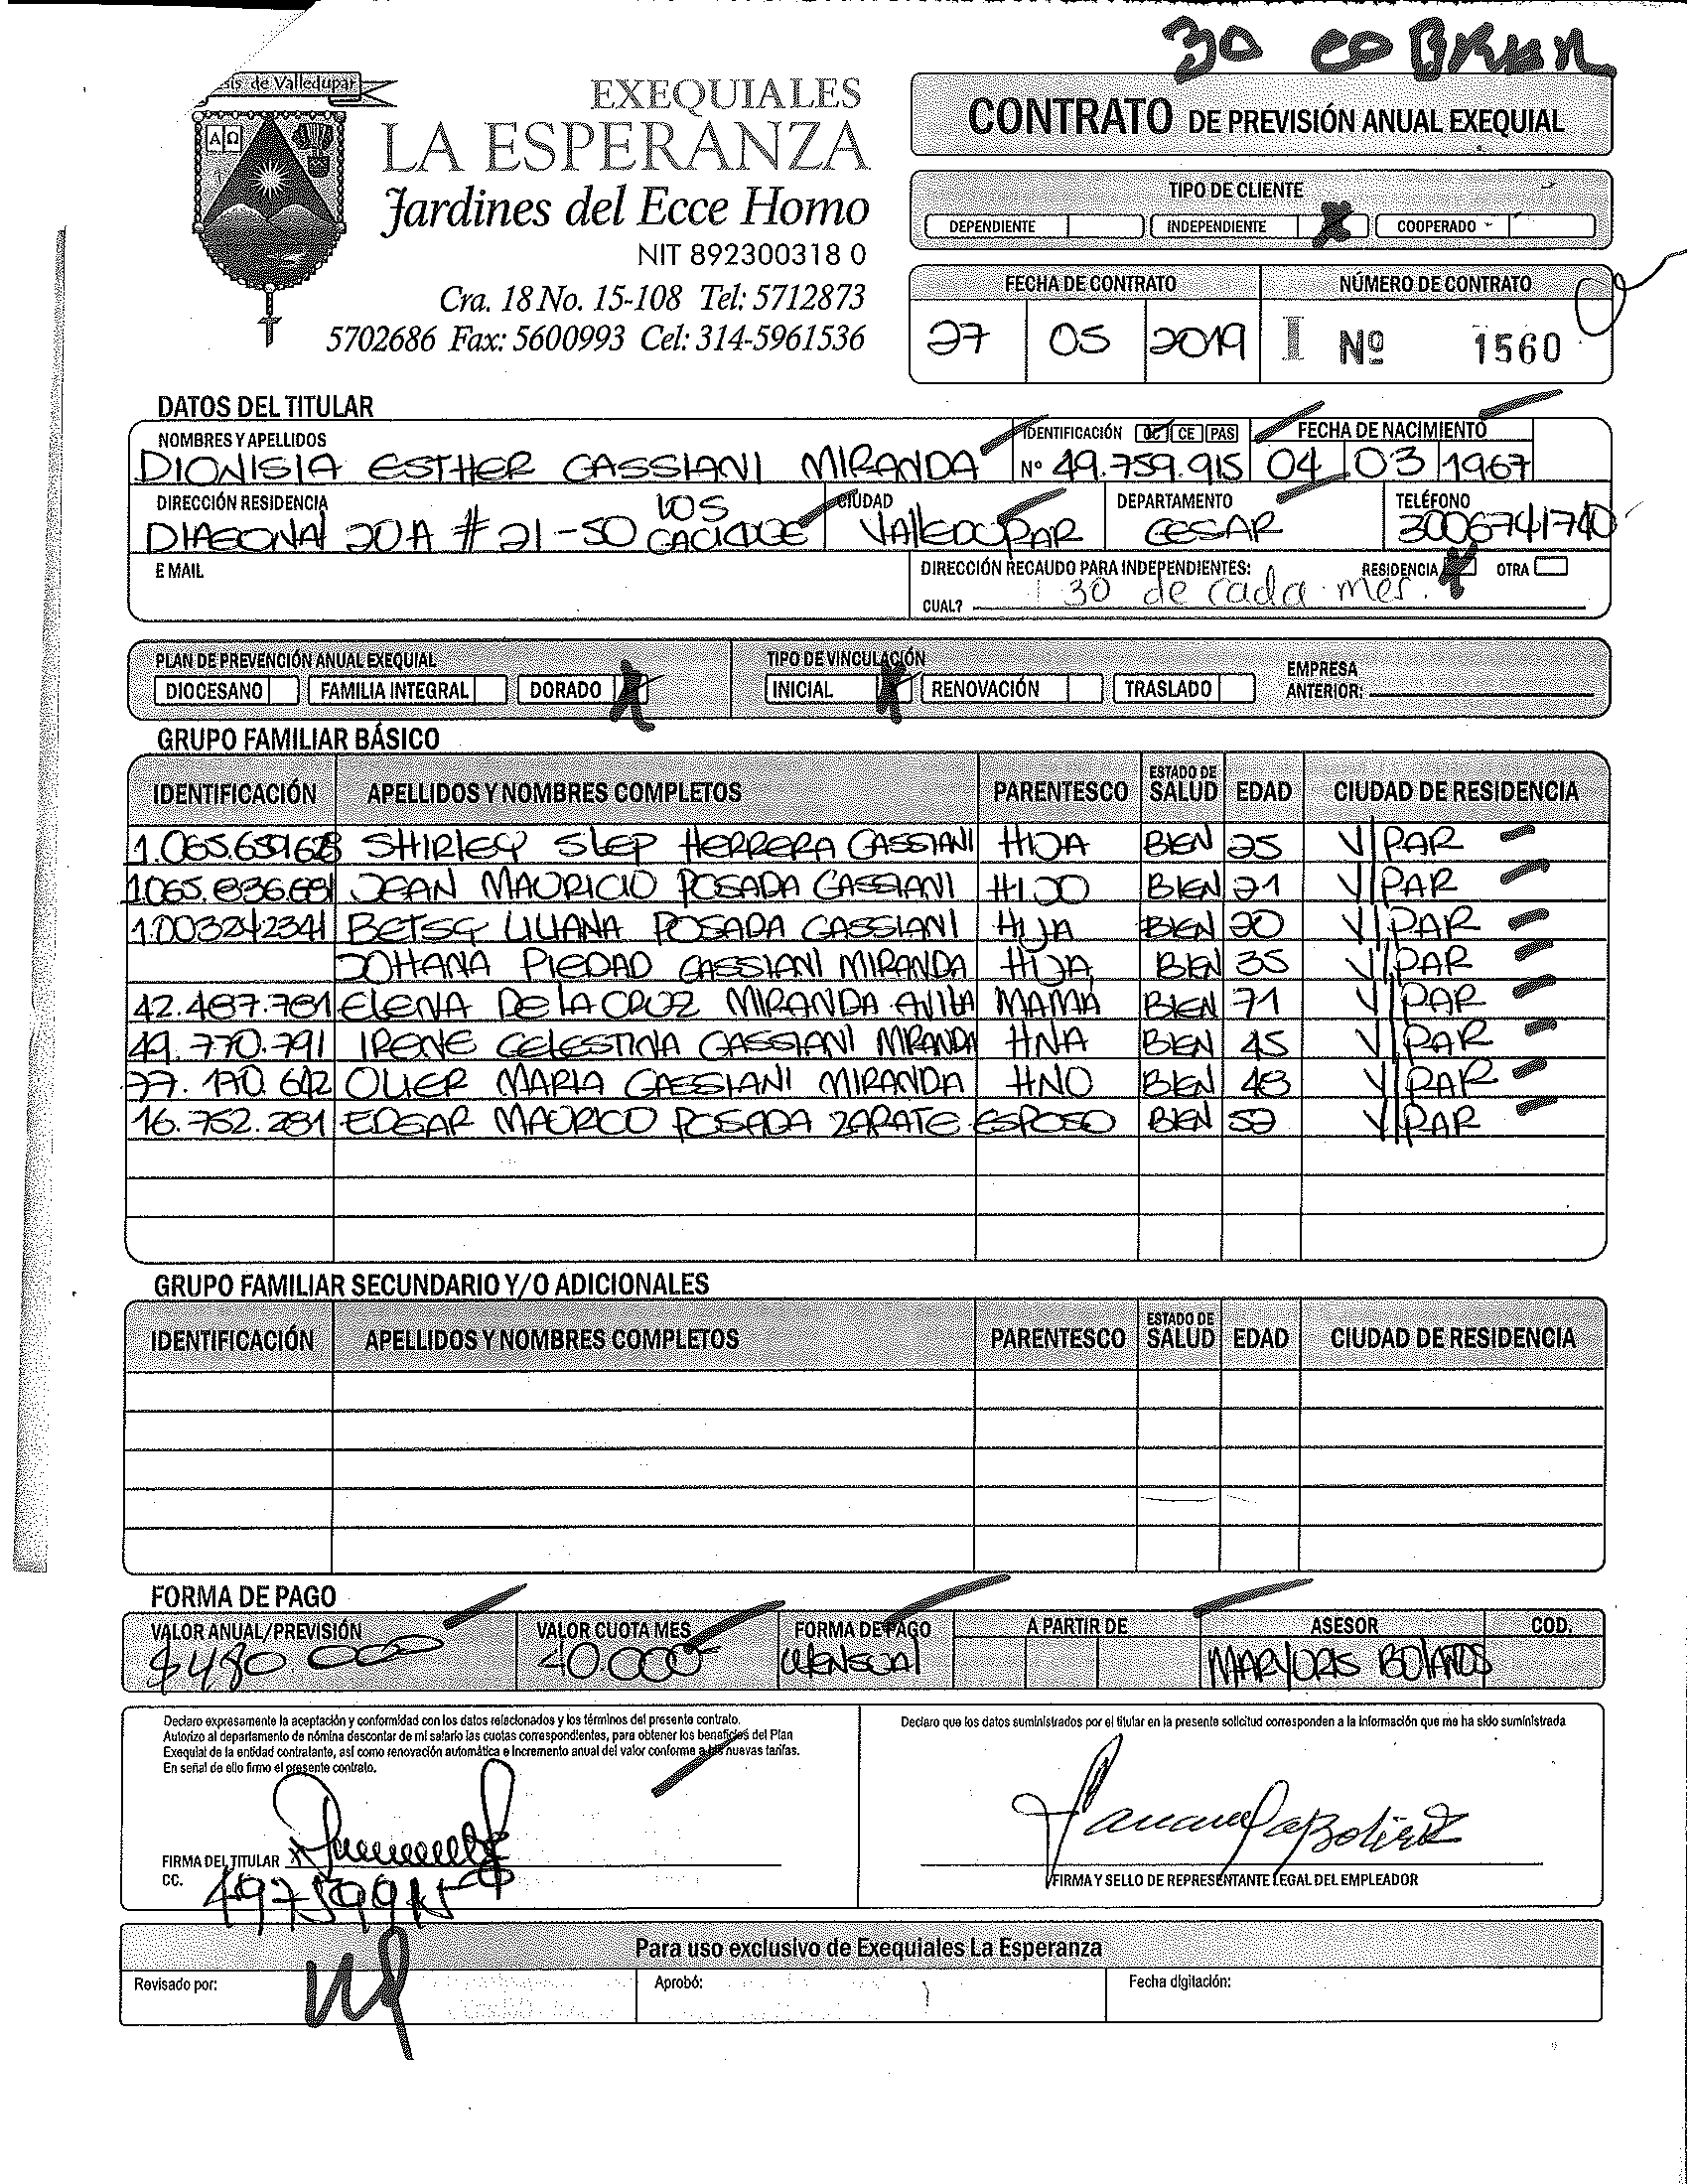 30 COBRAR
sis de Valledupar
Α Ω
EXEQUIALES
LA ESPERANZA
Jardines del Ecce Homo
NIT 892300318 0
Cra. 18 No. 15-108 Tel: 5712873
5702686 Fax: 5600993 Cel: 314-5961536
CONTRATO DE PREVISIÓN ANUAL EXEQUIAL
TIPO DE CLIENTE
DEPENDIENTE INDEPENDIENTE X COOPERADO
FECHA DE CONTRATO NÚMERO DE CONTRATO
27 05 2019 I Nº 1560
DATOS DEL TITULAR
NOMBRES Y APELLIDOS IDENTIFICACIÓN CC CE PAS FECHA DE NACIMIENTO
DIONISIA ESTHER CASSIANI MIRANDA Nº 49.759.915 04 03 1967
DIRECCIÓN RESIDENCIA CIUDAD DEPARTAMENTO TELÉFONO
DIAGONAL 20A # 21-50 LOS CACIQUE VALLEDUPAR CESAR 3006741740
E MAIL DIRECCIÓN RECAUDO PARA INDEPENDIENTES: RESIDENCIA X OTRA
CUAL? 30 de cada mes.
PLAN DE PREVENCIÓN ANUAL EXEQUIAL TIPO DE VINCULACIÓN
DIOCESANO FAMILIA INTEGRAL DORADO X INICIAL X RENOVACIÓN TRASLADO EMPRESA ANTERIOR:
GRUPO FAMILIAR BÁSICO
IDENTIFICACIÓN APELLIDOS Y NOMBRES COMPLETOS PARENTESCO ESTADO DE SALUD EDAD CIUDAD DE RESIDENCIA
1.065.659.628 SHIRLEY SLEP HERRERA CASSIANI HIJA BIEN 25 V/PAR
1.065.836.681 JEAN MAURICIO POSADA CASSIANI HIJO BIEN 21 V/PAR
1.003242341 BETSG LILIANA POSADA CASSIANI HIJA BIEN 20 V/PAR
JOHANA PIEDAD CASSIANI MIRANDA HIJA BIEN 35 V/PAR
42.487.781 ELENA DE LA CRUZ MIRANDA AVILA MAMA BIEN 71 V/PAR
49.770.791 IRENE CELESTINA CASSIANI MIRANDA HNA BIEN 45 V/PAR
77.170.642 OLIER MARIA CASSIANI MIRANDA HNO BIEN 48 V/PAR
16.752.281 EDGAR MAURICO POSADA ZARATE ESPOSO BIEN 52 V/PAR
GRUPO FAMILIAR SECUNDARIO Y/O ADICIONALES
IDENTIFICACIÓN APELLIDOS Y NOMBRES COMPLETOS PARENTESCO ESTADO DE SALUD EDAD CIUDAD DE RESIDENCIA
FORMA DE PAGO
VALOR ANUAL/PREVISIÓN VALOR CUOTA MES FORMA DE PAGO A PARTIR DE ASESOR COD.
$480.000 40.000 MENSUAL MARYORIS BOLAÑOS
Declaro expresamente la aceptación y conformidad con los datos relacionados y los términos del presente contrato.
Autorizo al departamento de nómina descontar de mi salario las cuotas correspondientes, para obtener los beneficios del Plan
Exequial de la entidad contratante, así como renovación automática e incremento anual del valor conforme a las nuevas tarifas.
En señal de ello firmo el presente contrato.
Declaro que los datos suministrados por el titular en la presente solicitud corresponden a la información que me ha sido suministrada
FIRMA DEL TITULAR
CC. 49759915
FIRMA Y SELLO DE REPRESENTANTE LEGAL DEL EMPLEADOR
Para uso exclusivo de Exequiales La Esperanza
Revisado por: Aprobó: Fecha digitación: